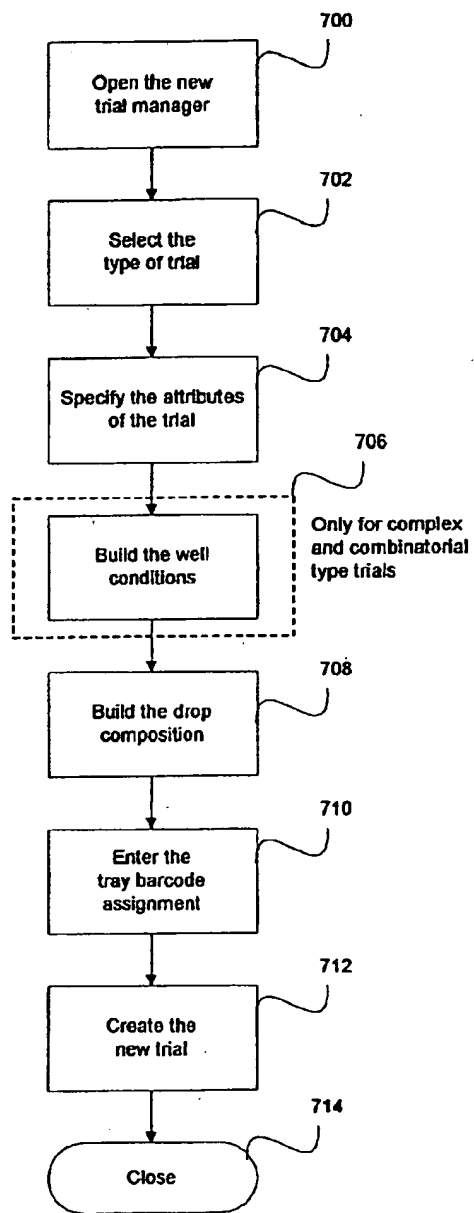 700
Open the new
trial manager
702
Select the
type of trial
704
Specify the attributes
of the trial
706
Only for complex
and combinatorial
type trials
Build the well
conditions
708
Build the drop
composition
710
Enter the
tray barcode
assignment
712
Create the
new trial
714
Close